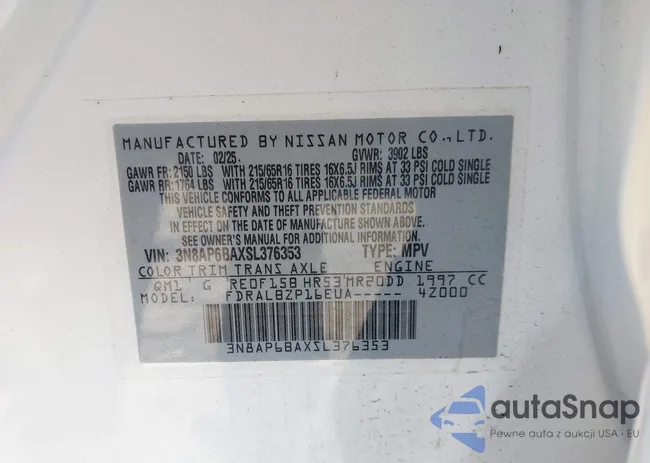 MANUFACTURED BY NISSAN MOTOR CO.,LTD.
DATE: 02/25. GVWR: 3902 LBS
GAWR FR: 2150 LBS WITH 215/65R16 TIRES 16X6.5J RIMS AT 33 PSI COLD SINGLE
GAWR RR: 1764 LBS WITH 215/65R16 TIRES 16X6.5J RIMS AT 33 PSI COLD SINGLE
THIS VEHICLE CONFORMS TO ALL APPLICABLE FEDERAL MOTOR
VEHICLE SAFETY AND THEFT PREVENTION STANDARDS
IN EFFECT ON THE DATE OF MANUFACTURE SHOWN ABOVE.
SEE OWNER'S MANUAL FOR ADDITIONAL INFORMATION.
VIN: 3N8AP6BAXSL376353 TYPE: MPV
COLOR TRIM TRANS AXLE ENGINE
QM1 G RE0F15B HR53 MR20DD 1997 CC
MODEL: FDRALBZP16EUA----- 4Z000
3N8AP6BAXSL376353
autoSnap
Pewne auta z aukcji USA · EU